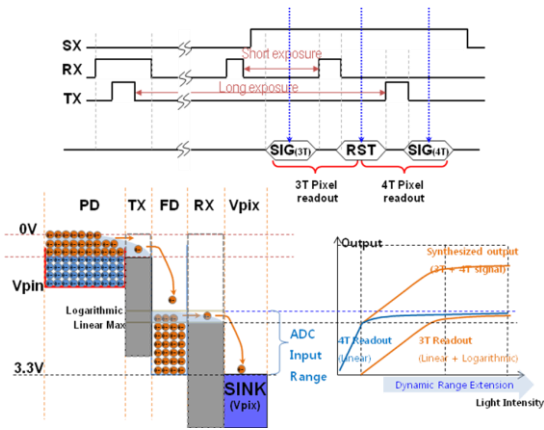 SX
Short exposure
RX
Long exposure
TX
SIG(3T) RST SIG(4T)
3T Pixel readout
4T Pixel readout
PD TX FD RX Vpix
0V
Vpin
Logarithmic
Linear Max
3.3V
SINK
(Vpix)
ADC
Input
Range
Output
Synthesized output
(3T + 4T signal)
4T Readout
(Linear)
3T Readout
(Linear + Logarithmic)
Dynamic Range Extension
Light Intensity